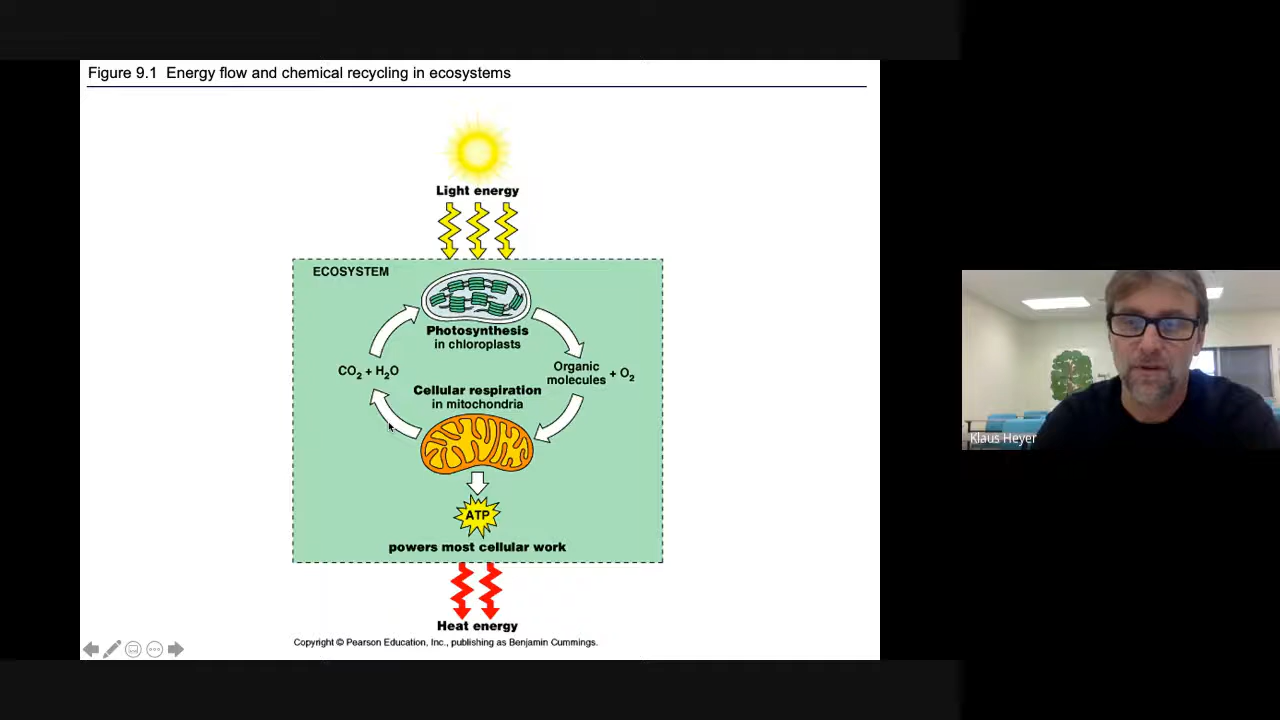 Figure 9.1 Energy flow and chemical recycling in ecosystems
Light energy
ECOSYSTEM
Photosynthesis
in chloroplasts
CO2 + H2O
Organic
molecules + O2
Cellular respiration
in mitochondria
ATP
powers most cellular work
Heat energy
Copyright © Pearson Education, Inc., publishing as Benjamin Cummings.
Klaus Heyer